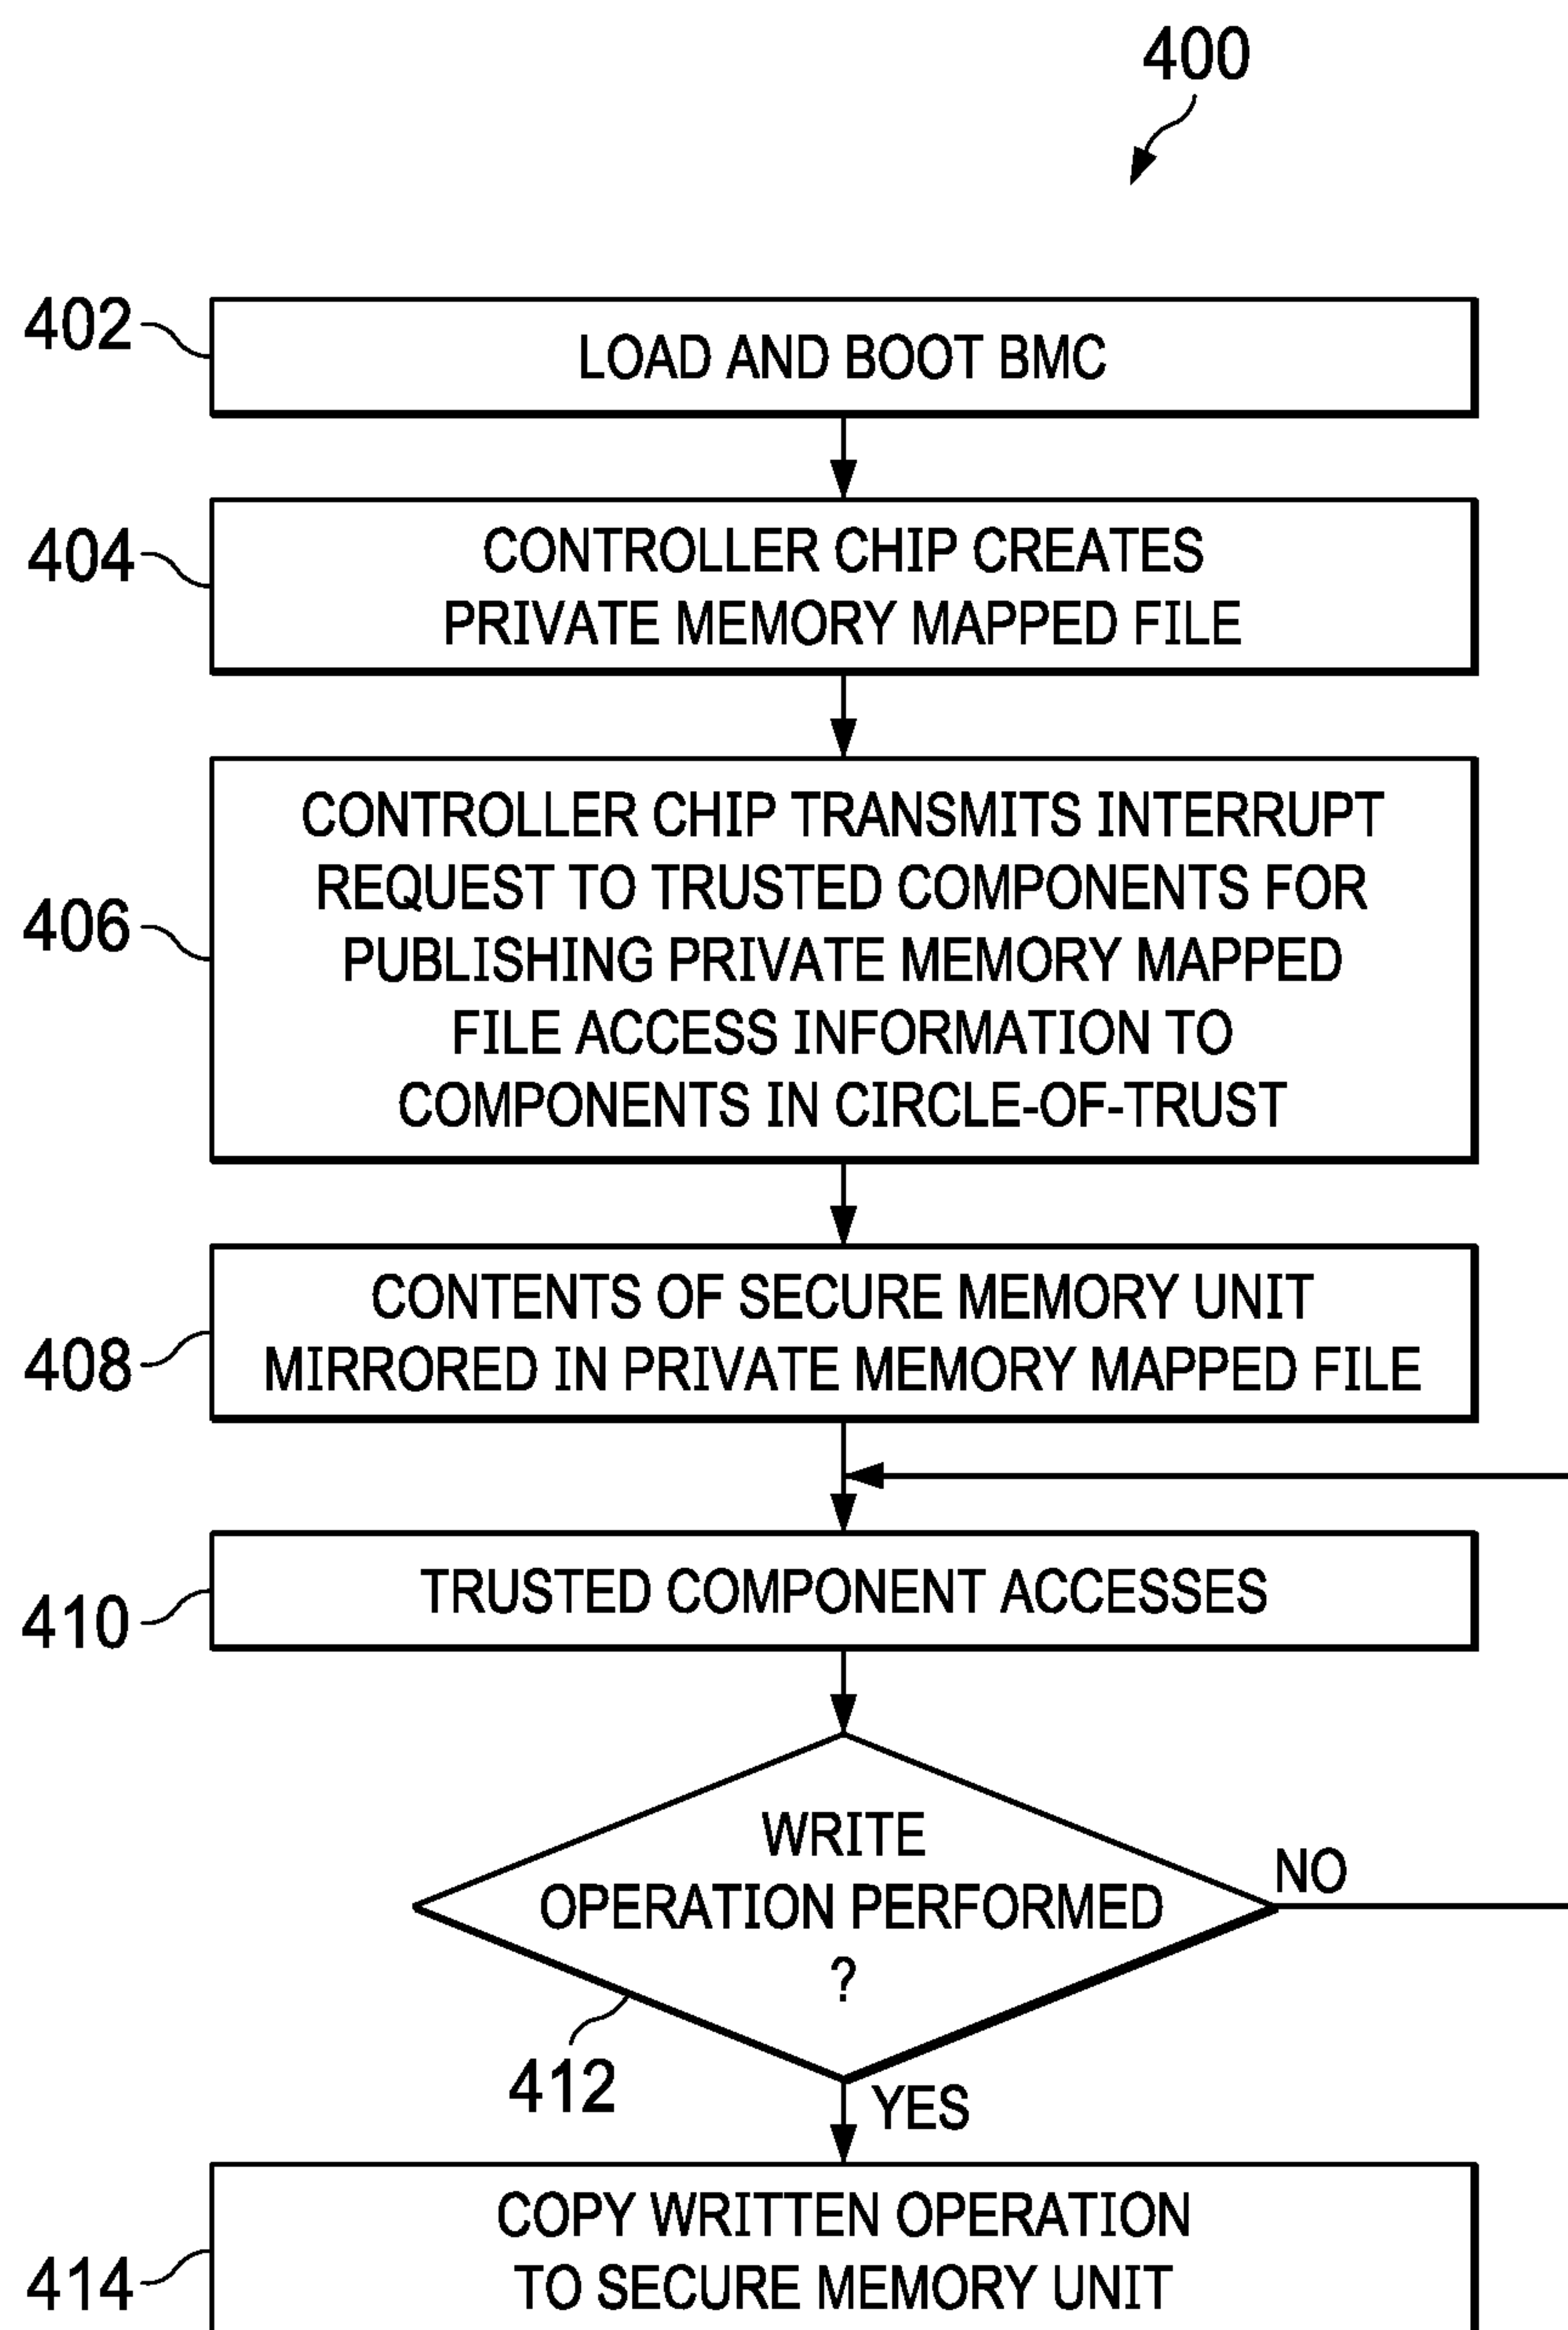 400
402
LOAD AND BOOT BMC
404
CONTROLLER CHIP CREATES
PRIVATE MEMORY MAPPED FILE
406
CONTROLLER CHIP TRANSMITS INTERRUPT
REQUEST TO TRUSTED COMPONENTS FOR
PUBLISHING PRIVATE MEMORY MAPPED
FILE ACCESS INFORMATION TO
COMPONENTS IN CIRCLE-OF-TRUST
408
CONTENTS OF SECURE MEMORY UNIT
MIRRORED IN PRIVATE MEMORY MAPPED FILE
410
TRUSTED COMPONENT ACCESSES
WRITE
OPERATION PERFORMED
?
NO
412
YES
414
COPY WRITTEN OPERATION
TO SECURE MEMORY UNIT